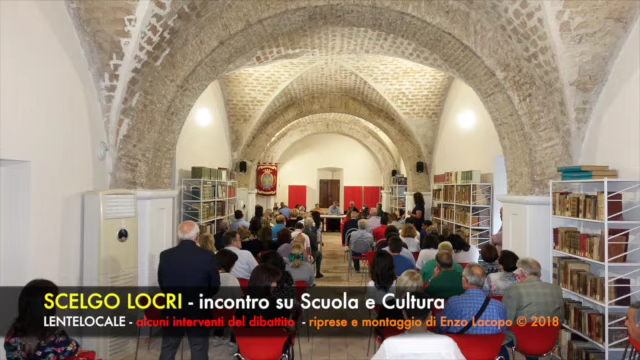 SCELGO LOCRI - incontro su Scuola e Cultura
LENTELOCALE - alcuni interventi del dibattito - riprese e montaggio di Enzo Lacopo © 2018